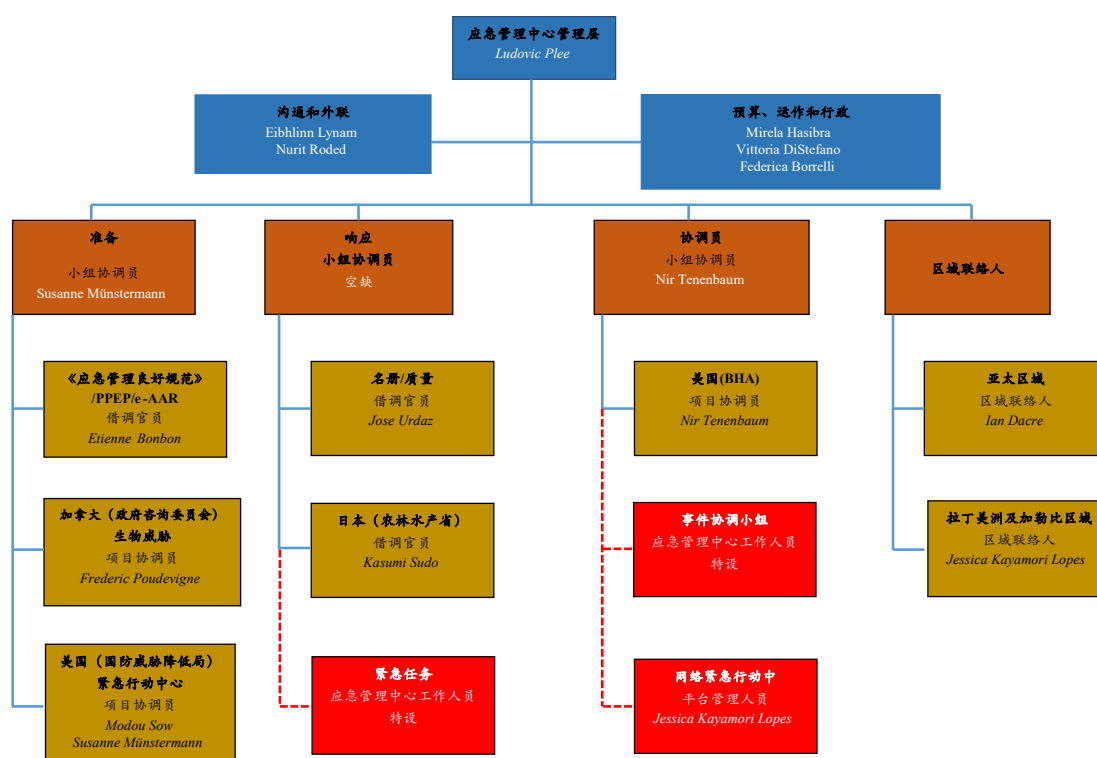 应急管理中心管理层
Ludovic Plee
沟通和外联
Eibhlinn Lynam
Nurit Roded
预算、运作和行政
Mirela Hasibra
Vittoria DiStefano
Federica Borrelli
准备
小组协调员
Susanne Münstermann
响应
小组协调员
空缺
协调员
小组协调员
Nir Tenenbaum
区域联络人
《应急管理良好规范》
/PPEP/e-AAR
借调官员
Etienne Bonbon
名册/质量
借调官员
Jose Urdaz
美国(BHA)
项目协调员
Nir Tenenbaum
亚太区域
区域联络人
Ian Dacre
加拿大（政府咨询委员会）
生物威胁
项目协调员
Frederic Poudevigne
日本（农林水产省）
借调官员
Kasumi Sudo
事件协调小组
应急管理中心工作人员
特设
拉丁美洲及加勒比区域
区域联络人
Jessica Kayamori Lopes
美国（国防威胁降低局）
紧急行动中心
项目协调员
Modou Sow
Susanne Münstermann
紧急任务
应急管理中心工作人员
特设
网络紧急行动中
平台管理人员
Jessica Kayamori Lopes